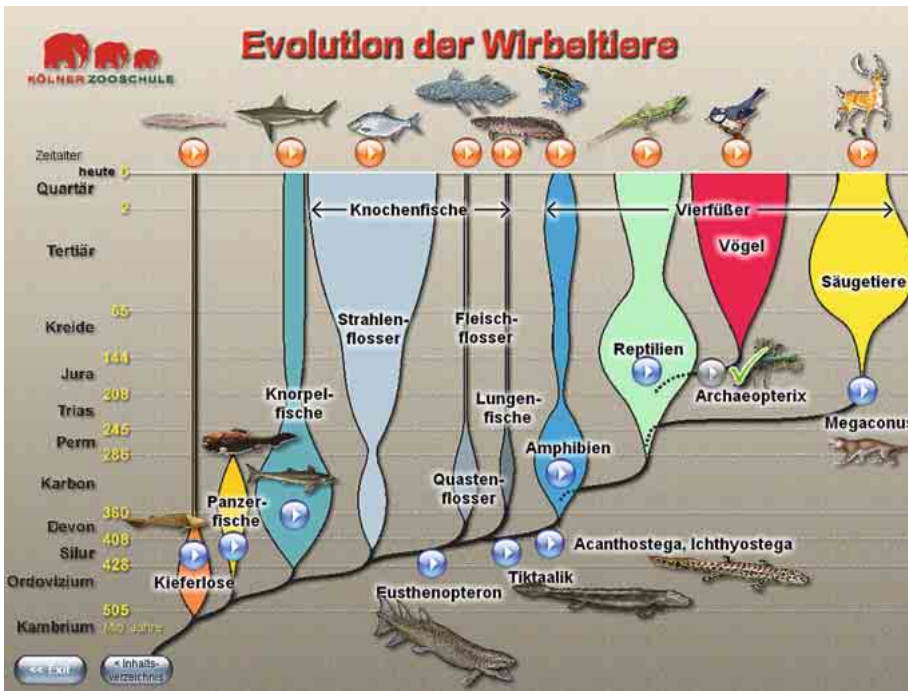 Evolution der Wirbeltiere
KÖLNER ZOOSCHULE
Zeitalter
heute 0
Quartär
2
Tertiär
65
Kreide
144
Jura
208
Trias
245
Perm
286
Karbon
360
Devon
408
Silur
428
Ordovizium
505
Kambrium Mio. Jahre
Knochenfische
Vierfüßer
Vögel
Säugetiere
Strahlen-
flosser
Fleisch-
flosser
Reptilien
Archaeopterix
Knorpel-
fische
Lungen-
fische
Megaconus
Amphibien
Quasten-
flosser
Panzer-
fische
Kieferlose
Acanthostega, Ichthyostega
Tiktaalik
Eusthenopteron
<< Exit
< Inhalts-
verzeichnis